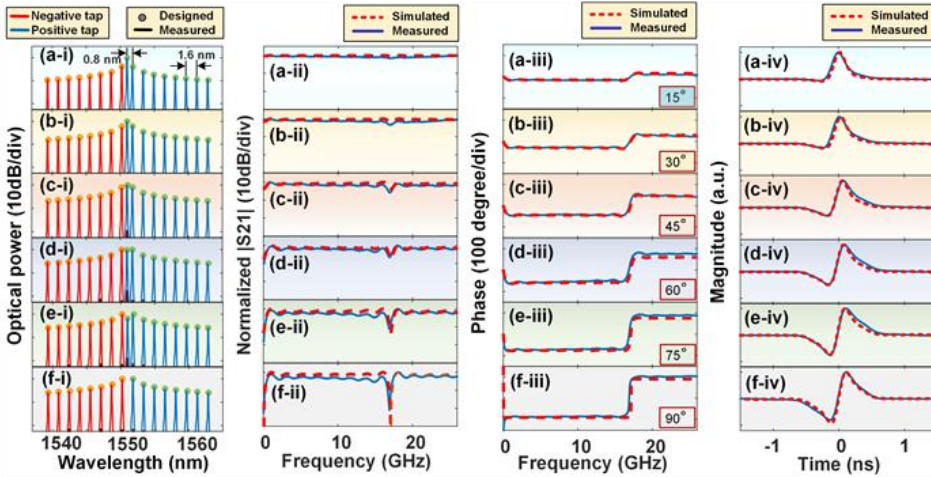 Negative tap Designed
Positive tap Measured
Simulated
Measured
Simulated
Measured
Simulated
Measured
(a-i) 0.8 nm 1.6 nm
(b-i)
(c-i)
(d-i)
(e-i)
(f-i)
Optical power (10dB/div)
1540 1550 1560
Wavelength (nm)
(a-ii)
(b-ii)
(c-ii)
(d-ii)
(e-ii)
(f-ii)
Normalized |S21| (10dB/div)
0 10 20
Frequency (GHz)
(a-iii) 15°
(b-iii) 30°
(c-iii) 45°
(d-iii) 60°
(e-iii) 75°
(f-iii) 90°
Phase (100 degree/div)
0 10 20
Frequency (GHz)
(a-iv)
(b-iv)
(c-iv)
(d-iv)
(e-iv)
(f-iv)
Magnitude (a.u.)
-1 0 1
Time (ns)